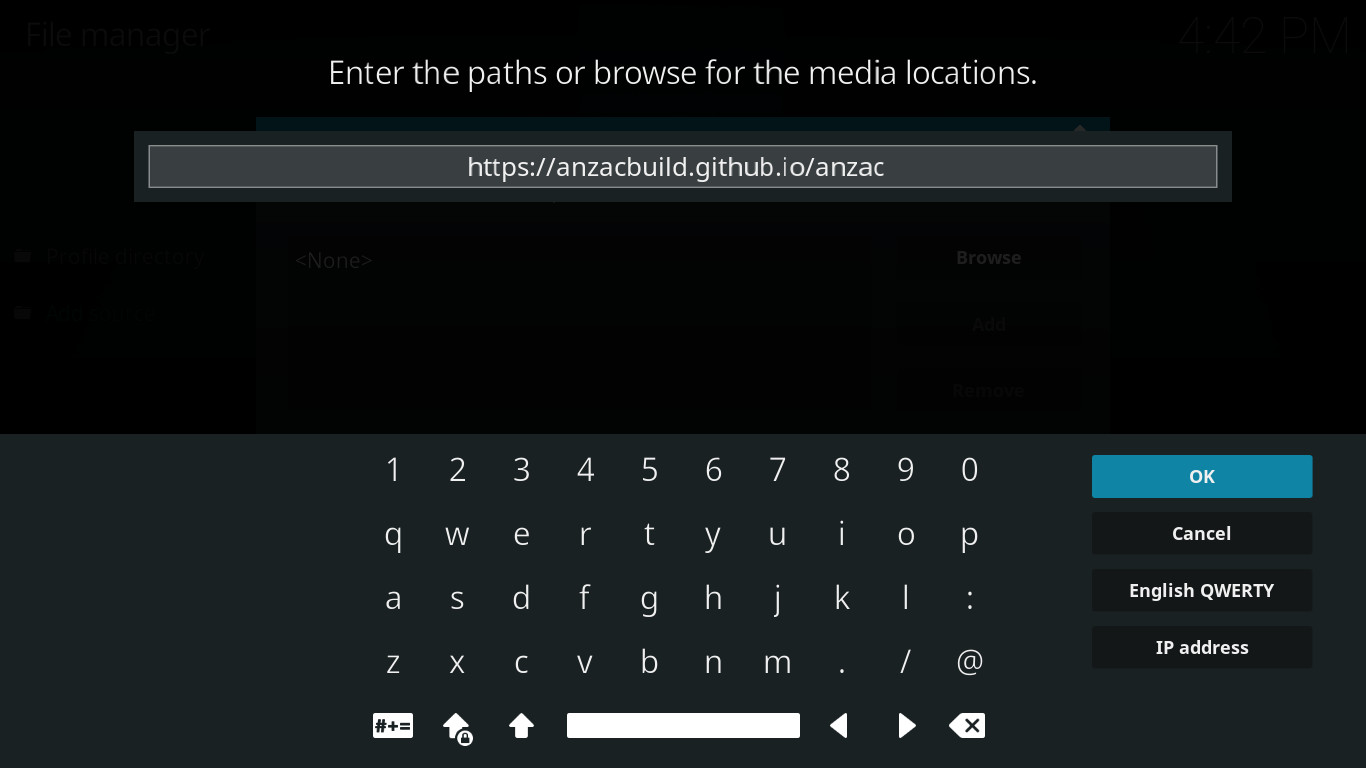 File manager
4:42 PM
Enter the paths or browse for the media locations.
https://anzacbuild.github.io/anzac
Profile directory
<None>
Browse
Add
Remove
1 2 3 4 5 6 7 8 9 0
OK
q w e r t y u i o p
Cancel
a s d f g h j k l :
English QWERTY
z x c v b n m . / @
IP address
#+=